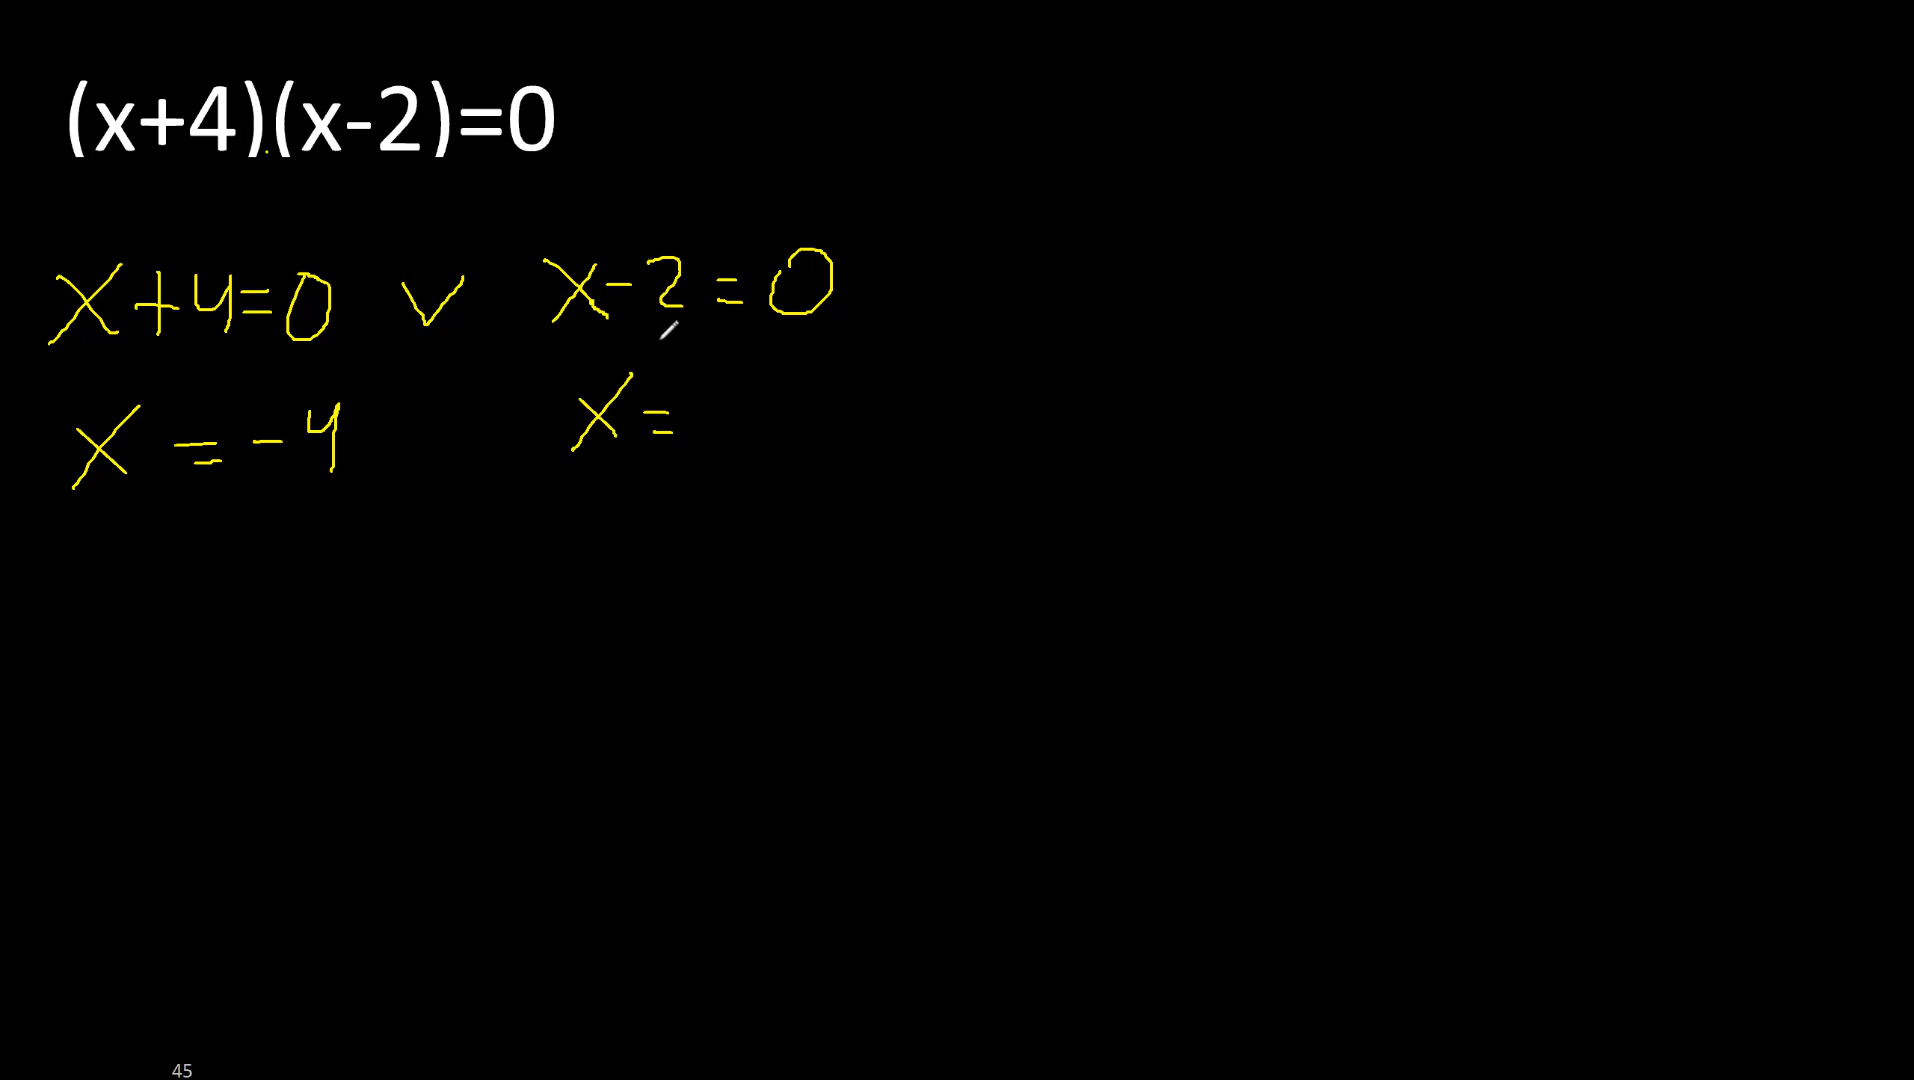 (x+4)(x-2)=0
x+4=0 ∨ x-2=0
x = -4 x=
45